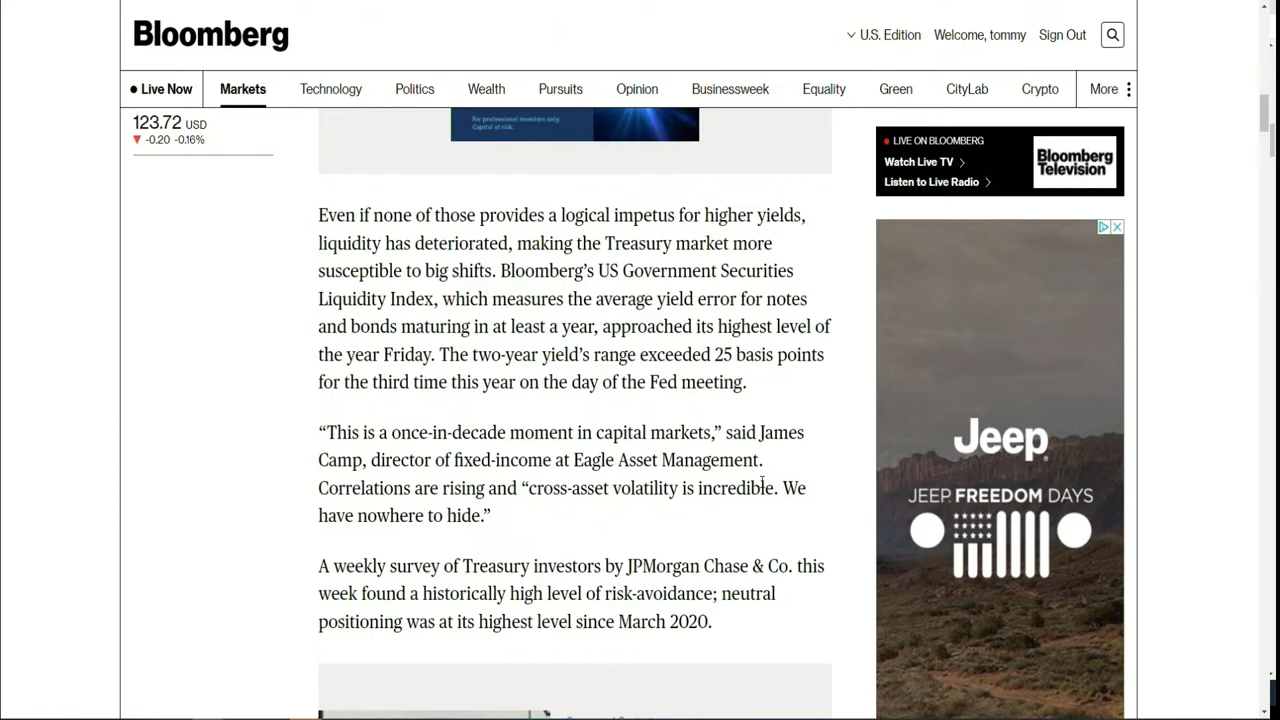 Bloomberg
U.S. Edition
Welcome, tommy
Sign Out
Live Now
Markets
Technology
Politics
Wealth
Pursuits
Opinion
Businessweek
Equality
Green
CityLab
Crypto
More
123.72 USD
-0.20 -0.16%
For professional investors only.
Capital at risk.
Even if none of those provides a logical impetus for higher yields,
liquidity has deteriorated, making the Treasury market more
susceptible to big shifts. Bloomberg’s US Government Securities
Liquidity Index, which measures the average yield error for notes
and bonds maturing in at least a year, approached its highest level of
the year Friday. The two-year yield’s range exceeded 25 basis points
for the third time this year on the day of the Fed meeting.
“This is a once-in-decade moment in capital markets,” said James
Camp, director of fixed-income at Eagle Asset Management.
Correlations are rising and “cross-asset volatility is incredible. We
have nowhere to hide.”
A weekly survey of Treasury investors by JPMorgan Chase & Co. this
week found a historically high level of risk-avoidance; neutral
positioning was at its highest level since March 2020.
LIVE ON BLOOMBERG
Watch Live TV
Listen to Live Radio
Bloomberg
Television
Jeep
JEEP FREEDOM DAYS